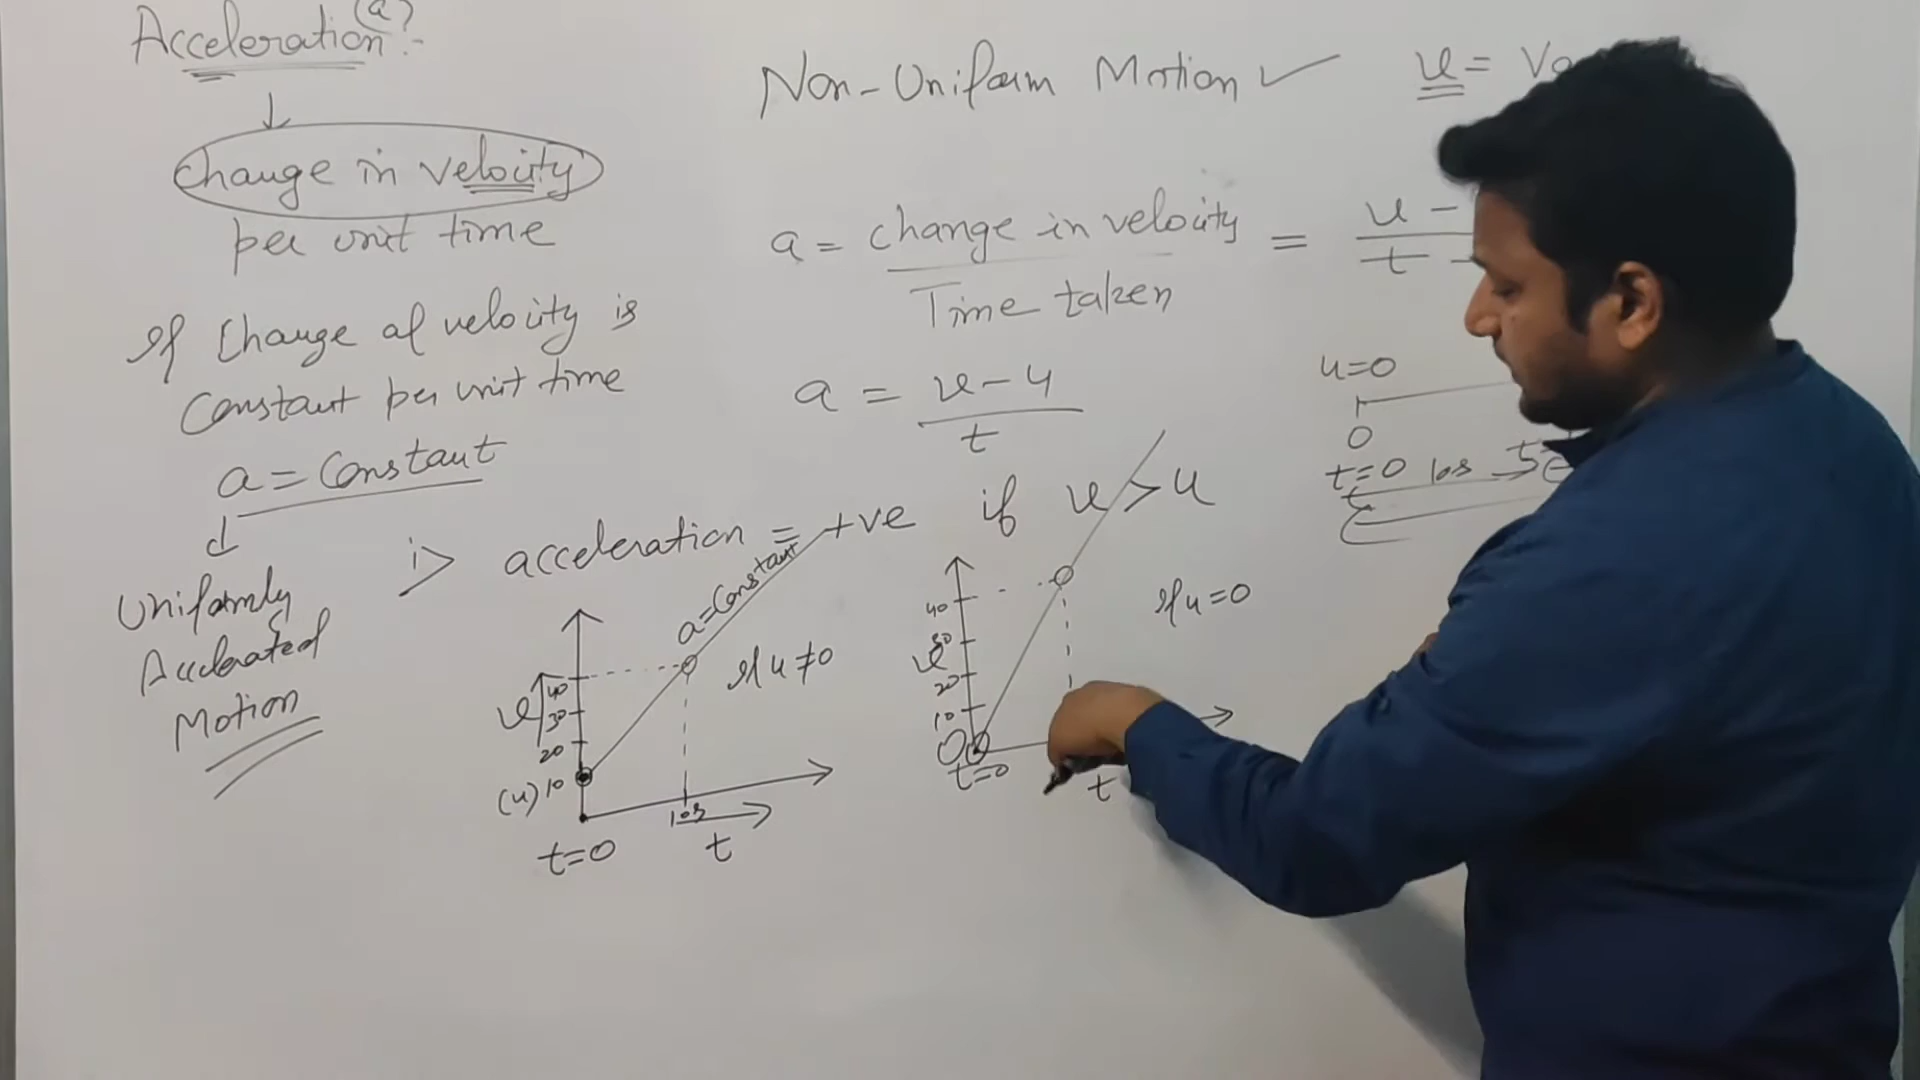 Acceleration (a) :-
↓
change in velocity
per unit time
If Change of velocity is
Constant per unit time
a = Constant
↓
Uniformly
Acclerated
Motion
Non-Uniform Motion ✓
v =
a = change in velocity / Time taken = v - / t -
a = v - u / t
i> acceleration = +ve if v > u
a = Constant
If u ≠ 0
v
40
30
20
(u) 10
10s
t=0
t
If u = 0
v
40
30
20
10
0
t=0
t
u=0
0
t=0 10s